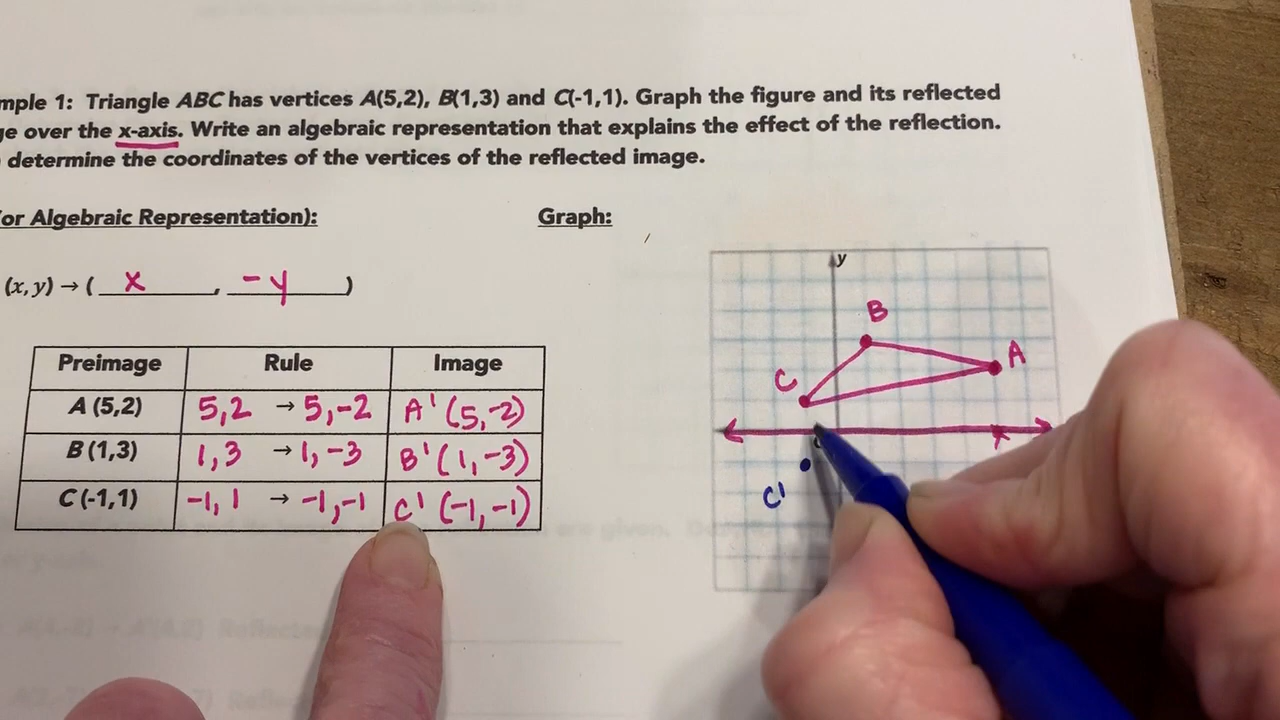 mple 1: Triangle ABC has vertices A(5,2), B(1,3) and C(-1,1). Graph the figure and its reflected
ge over the x-axis. Write an algebraic representation that explains the effect of the reflection.
determine the coordinates of the vertices of the reflected image.
or Algebraic Representation):
Graph:
(x, y) → ( x , -y )
Preimage Rule Image
A (5,2) 5,2 → 5,-2 A' (5,-2)
B (1,3) 1,3 → 1,-3 B' (1,-3)
C (-1,1) -1,1 → -1,-1 C' (-1,-1)
y
B
A
C
C'